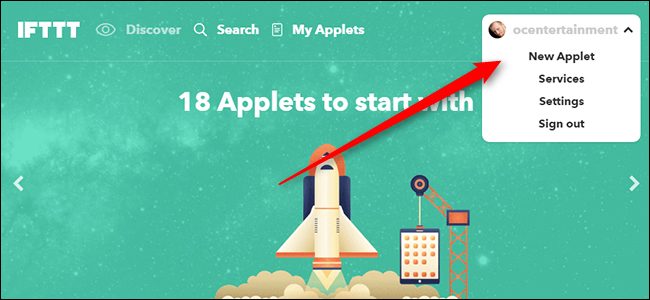 IFTTT Discover Search My Applets ocentertainment
New Applet
Services
Settings
Sign out
18 Applets to start with